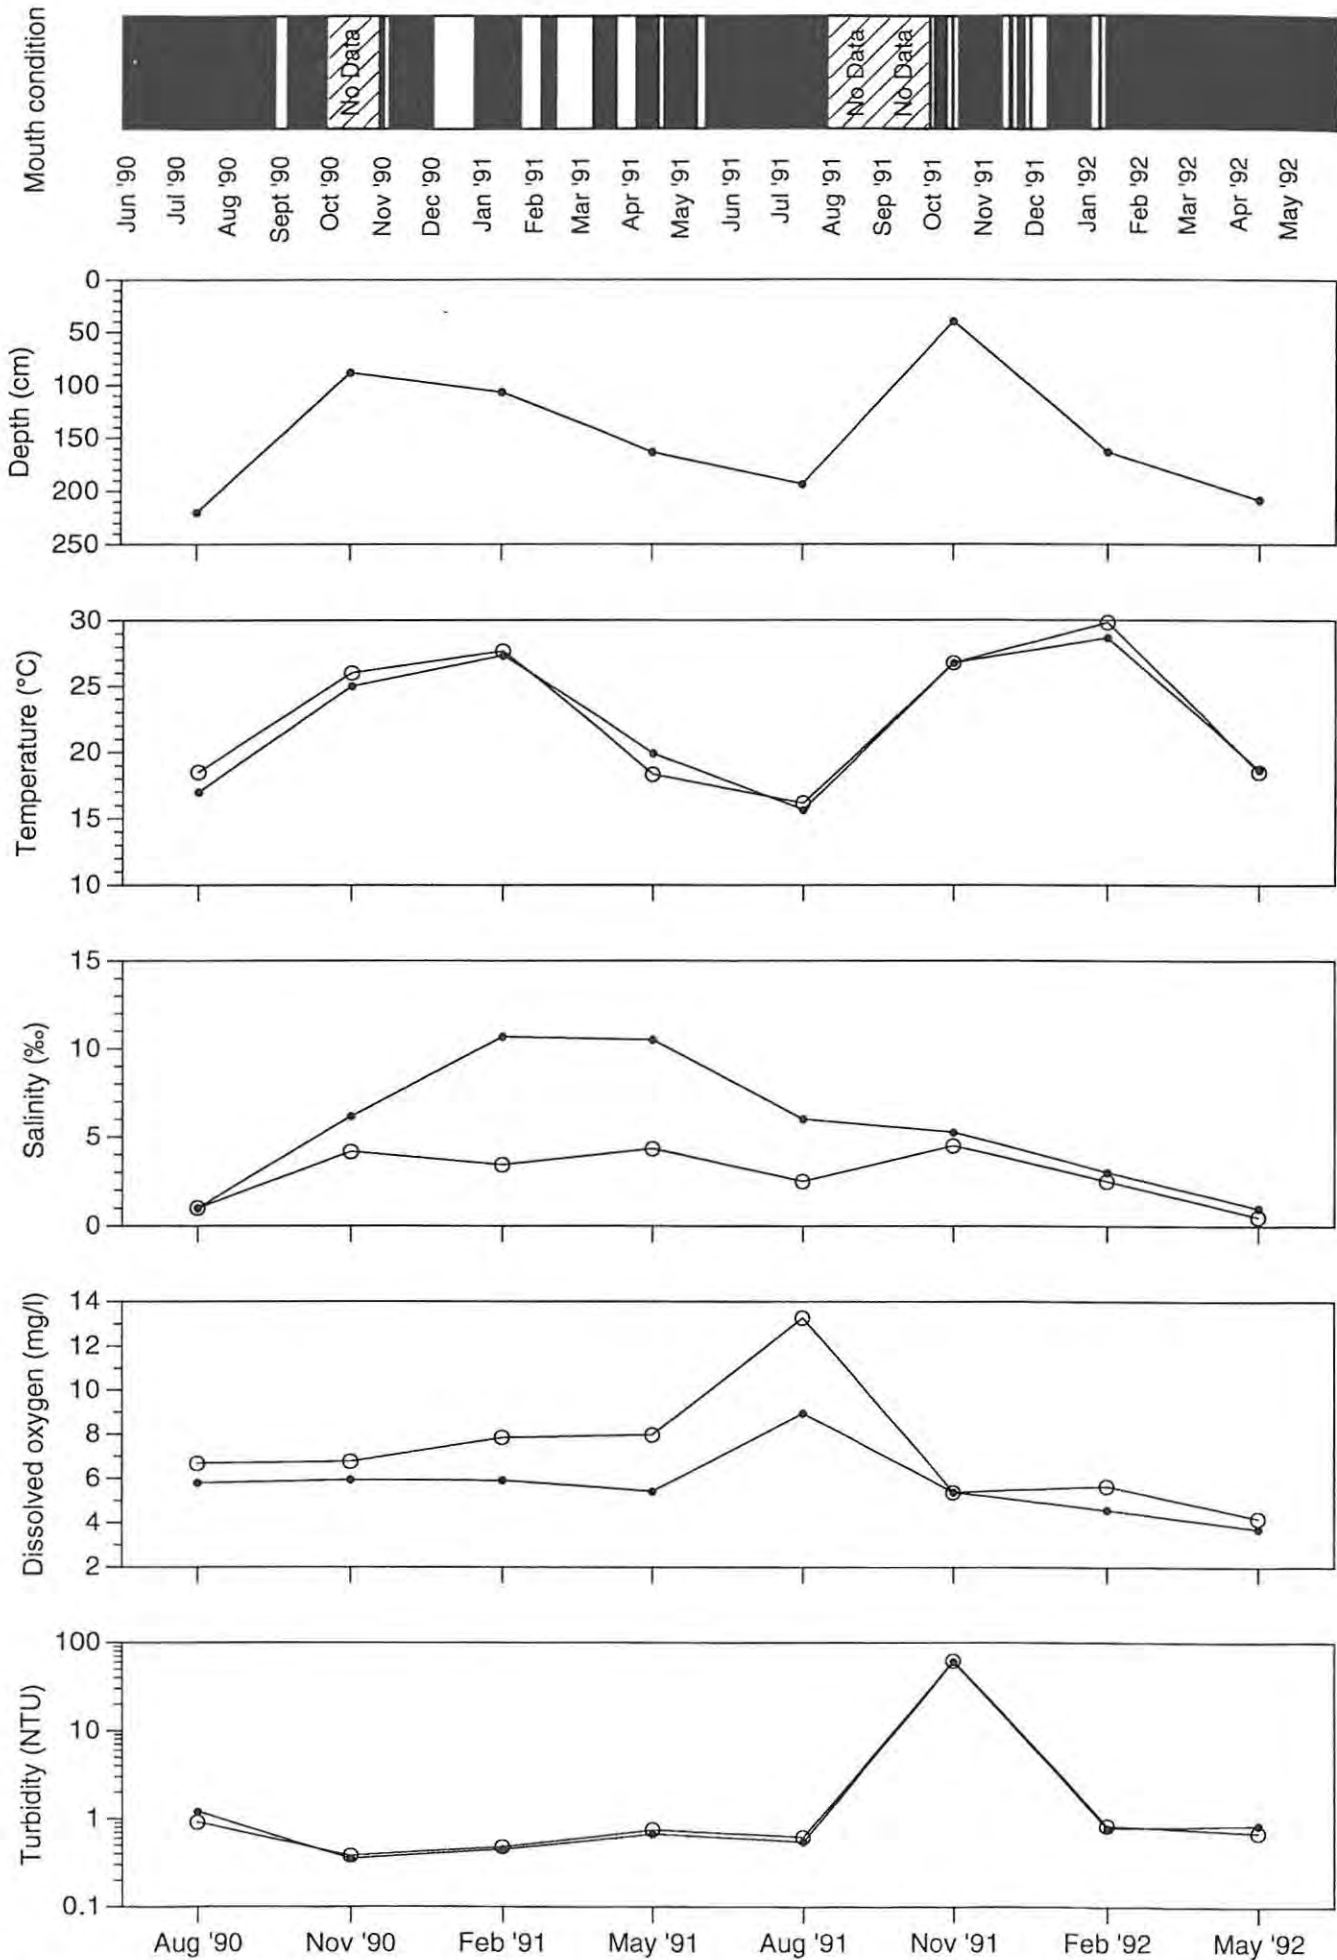 Mouth condition
No Data
No Data
No Data
Jun '90
Jul '90
Aug '90
Sept '90
Oct '90
Nov '90
Dec '90
Jan '91
Feb '91
Mar '91
Apr '91
May '91
Jun '91
Jul '91
Aug '91
Sep '91
Oct '91
Nov '91
Dec '91
Jan '92
Feb '92
Mar '92
Apr '92
May '92
Depth (cm)
0
50
100
150
200
250
Temperature (°C)
30
25
20
15
10
Salinity (‰)
15
10
5
0
Dissolved oxygen (mg/l)
14
12
10
8
6
4
2
Turbidity (NTU)
100
10
1
0.1
Aug '90
Nov '90
Feb '91
May '91
Aug '91
Nov '91
Feb '92
May '92